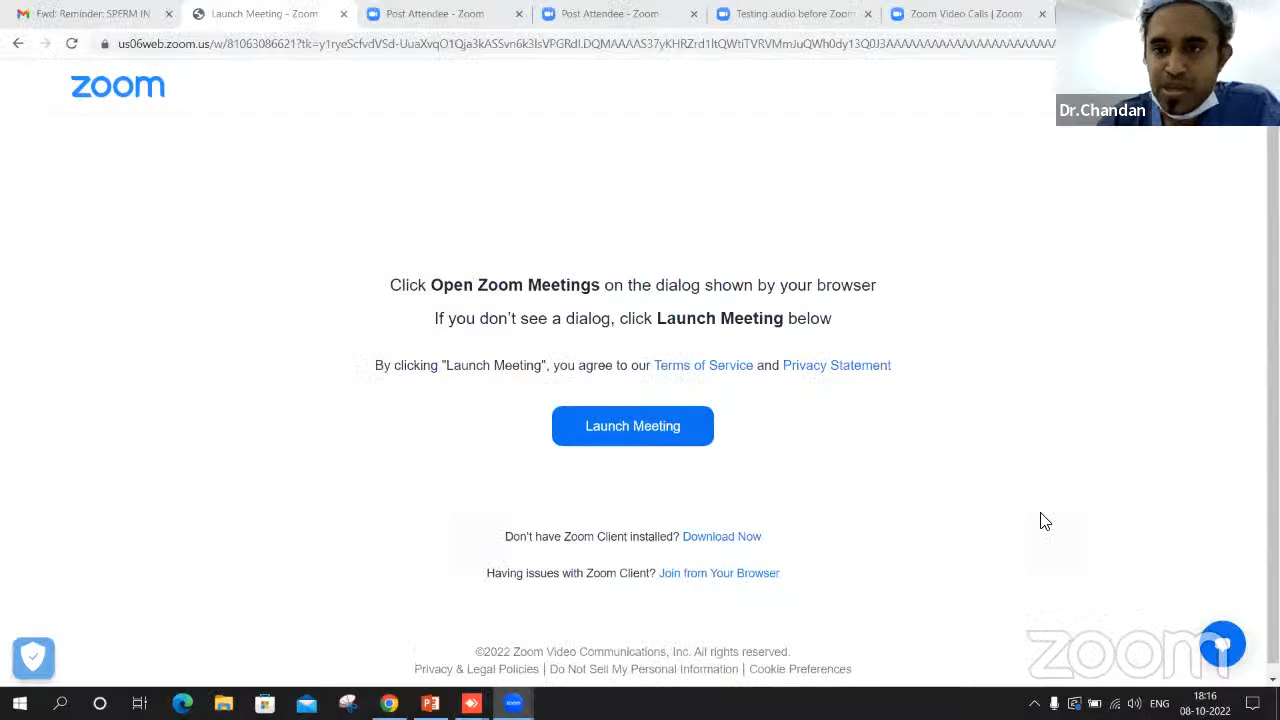 Fwd: Reminder: SPERM IN
Launch Meeting - Zoom
Post Attendee - Zoom
SPERM IN Post Attendee - Zoom
Testing audio before Zoom
Zoom Video Calls | Zoom
zoom
Dr.Chandan
Click Open Zoom Meetings on the dialog shown by your browser
If you don't see a dialog, click Launch Meeting below
By clicking "Launch Meeting", you agree to our Terms of Service and Privacy Statement
Launch Meeting
Don't have Zoom Client installed? Download Now
Having issues with Zoom Client? Join from Your Browser
©2022 Zoom Video Communications, Inc. All rights reserved.
Privacy & Legal Policies | Do Not Sell My Personal Information | Cookie Preferences
zoom
zoom
ENG
18:16
08-10-2022